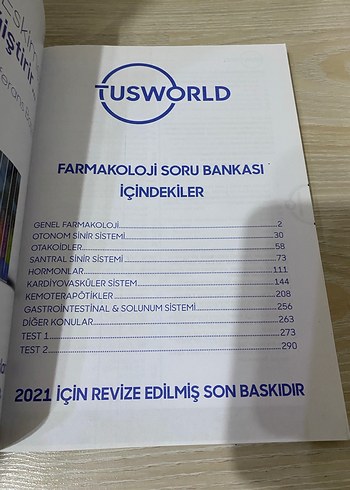 TUSWORLD
FARMAKOLOJİ SORU BANKASI
İÇİNDEKİLER
GENEL FARMAKOLOJİ 2
OTONOM SİNİR SİSTEMİ 30
OTAKOİDLER 58
SANTRAL SİNİR SİSTEMİ 73
HORMONLAR 111
KARDİYOVASKÜLER SİSTEM 144
KEMOTERAPÖTİKLER 208
GASTROİNTESTİNAL & SOLUNUM SİSTEMİ 256
DİĞER KONULAR 263
TEST 1 273
TEST 2 290
2021 İÇİN REVİZE EDİLMİŞ SON BASKIDIR